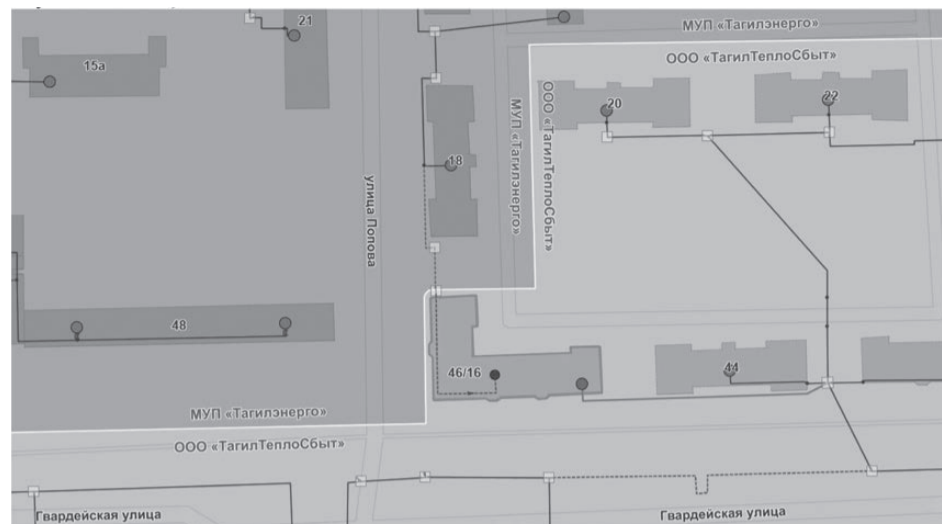 21
МУП «Тагилэнерго»
ООО «ТагилТеплоСбыт»
15а
20
22
МУП «Тагилэнерго»
ООО «ТагилТеплоСбыт»
18
улица Попова
48
46/16
44
МУП «Тагилэнерго»
ООО «ТагилТеплоСбыт»
Гвардейская улица
Гвардейская улица